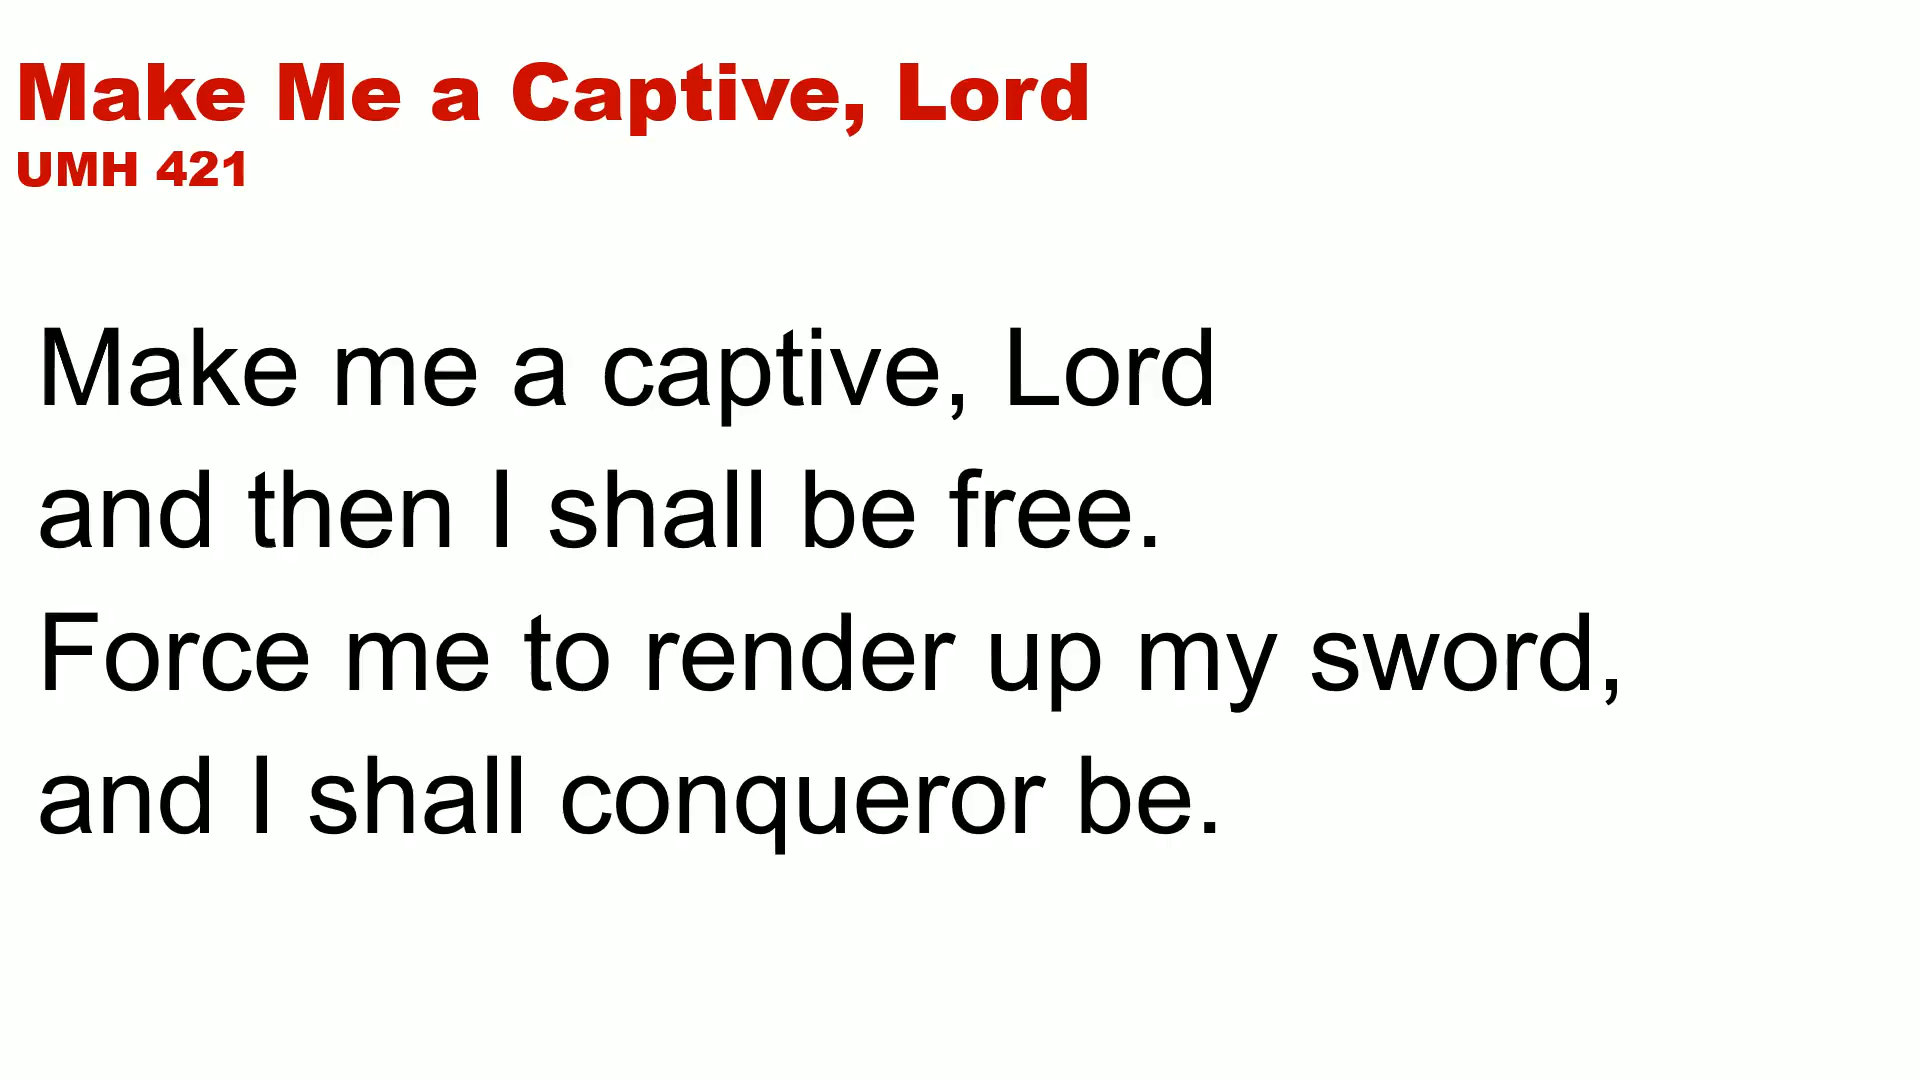 Make Me a Captive, Lord
UMH 421
Make me a captive, Lord
and then I shall be free.
Force me to render up my sword,
and I shall conqueror be.